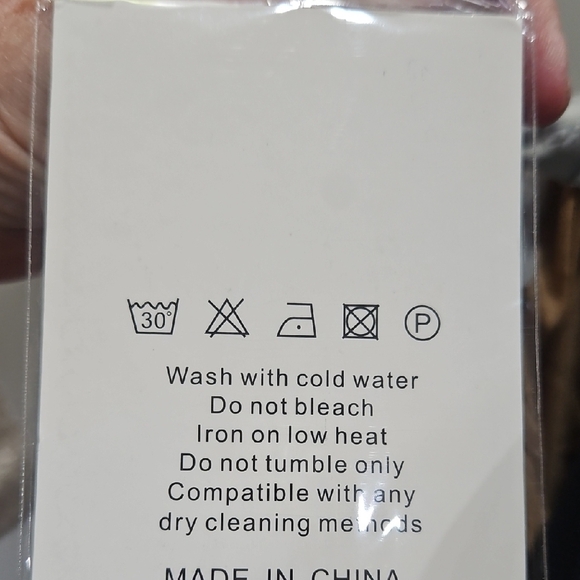 30°
P
Wash with cold water
Do not bleach
Iron on low heat
Do not tumble only
Compatible with any
dry cleaning methods
MADE IN CHINA